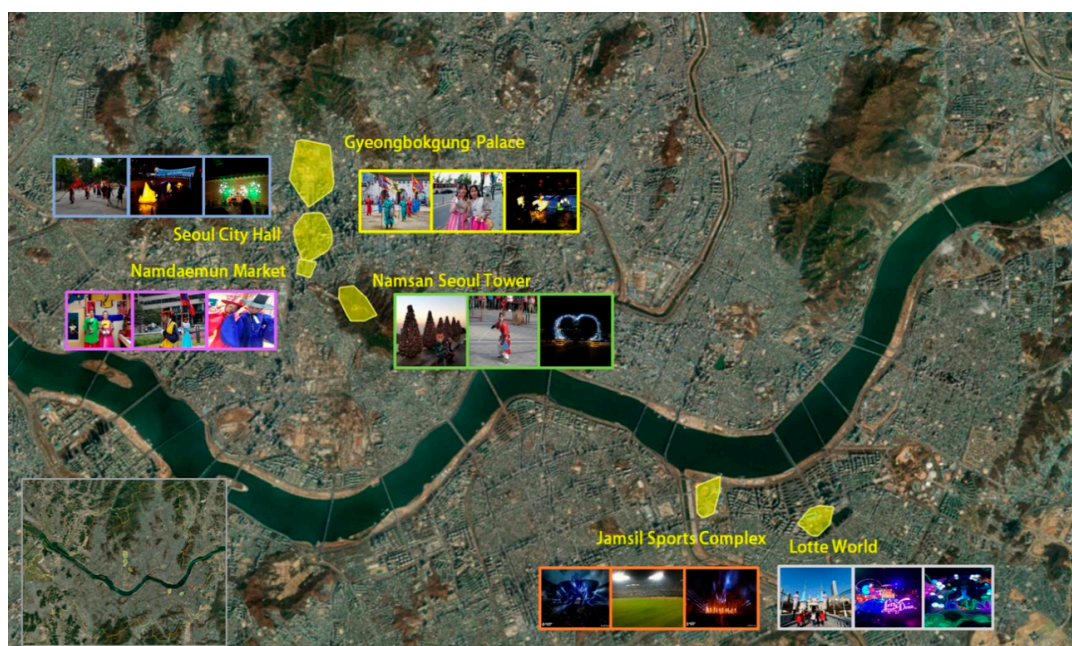 Gyeongbokgung Palace
Seoul City Hall
Namdaemun Market
Namsan Seoul Tower
Jamsil Sports Complex
Lotte World